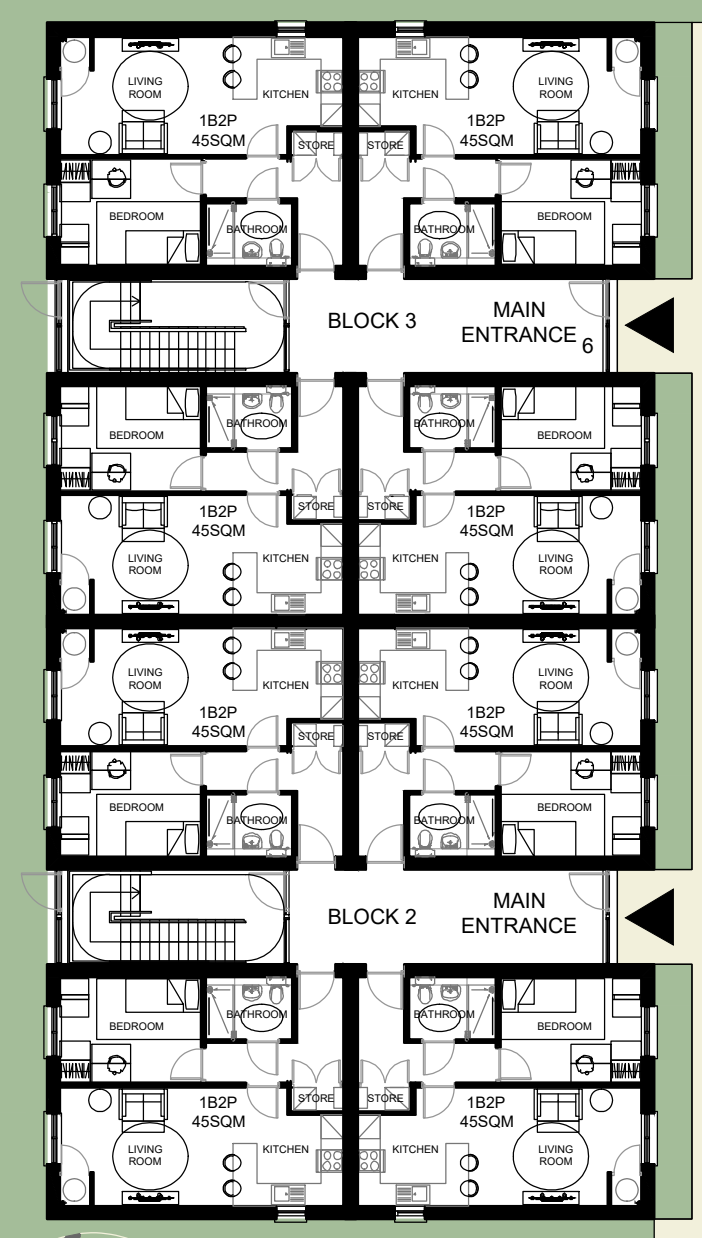 LIVING
ROOM
KITCHEN
KITCHEN
LIVING
ROOM
1B2P
45SQM
1B2P
45SQM
STORE
STORE
BEDROOM
BATHROOM
BATHROOM
BEDROOM
BLOCK 3
MAIN
ENTRANCE
6
BEDROOM
BATHROOM
BATHROOM
BEDROOM
STORE
STORE
1B2P
45SQM
1B2P
45SQM
LIVING
ROOM
KITCHEN
KITCHEN
LIVING
ROOM
LIVING
ROOM
KITCHEN
KITCHEN
LIVING
ROOM
1B2P
45SQM
1B2P
45SQM
STORE
STORE
BEDROOM
BATHROOM
BATHROOM
BEDROOM
BLOCK 2
MAIN
ENTRANCE
BEDROOM
BATHROOM
BATHROOM
BEDROOM
STORE
STORE
1B2P
45SQM
1B2P
45SQM
LIVING
ROOM
KITCHEN
KITCHEN
LIVING
ROOM